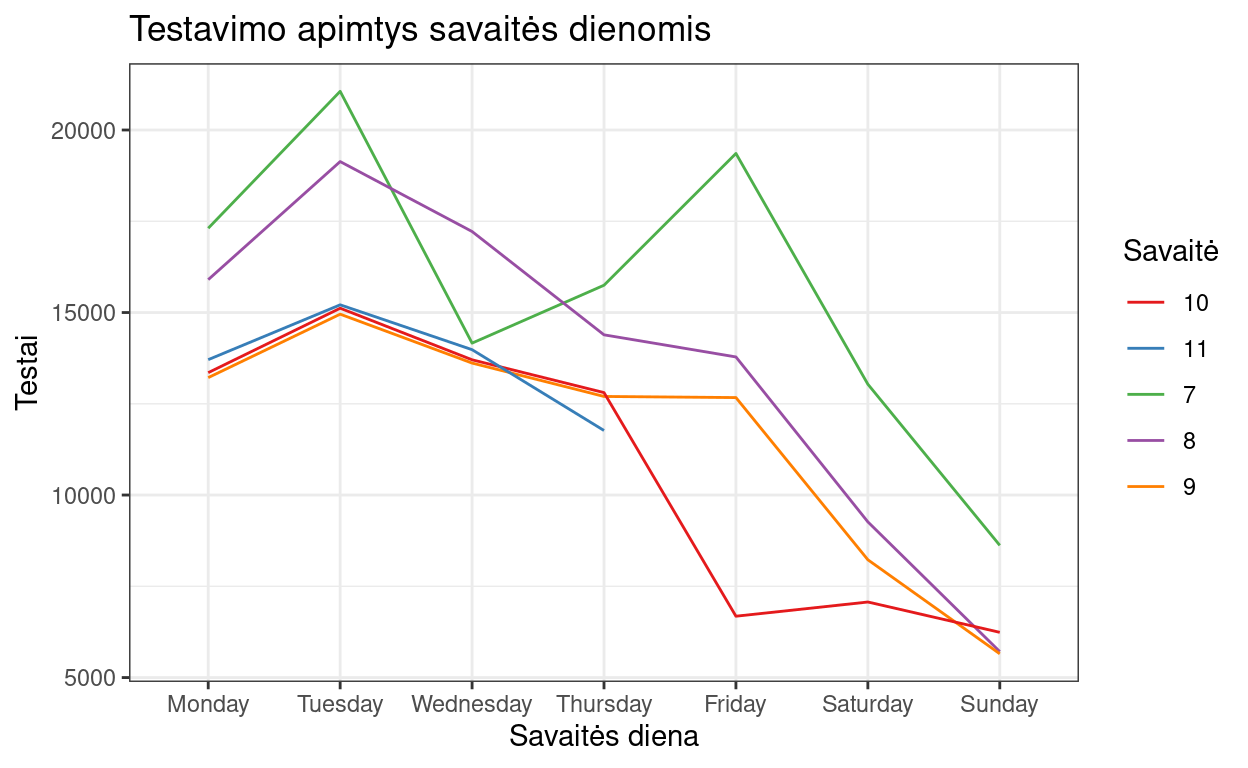 Testavimo apimtys savaitės dienomis
Testai
20000
15000
10000
5000
Monday Tuesday Wednesday Thursday Friday Saturday Sunday
Savaitės diena
Savaitė
10
11
7
8
9